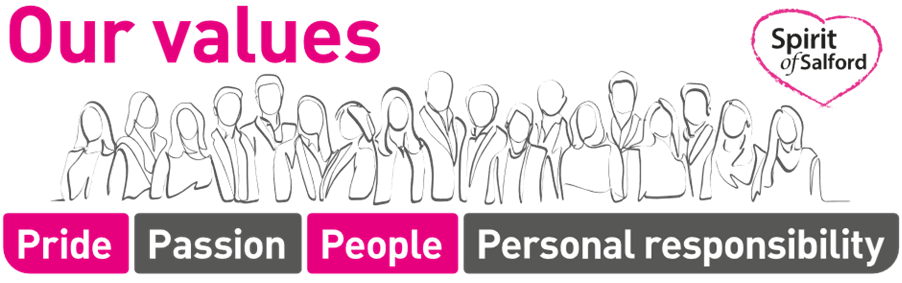 Our values
Spirit
of Salford
Pride
Passion
People
Personal responsibility